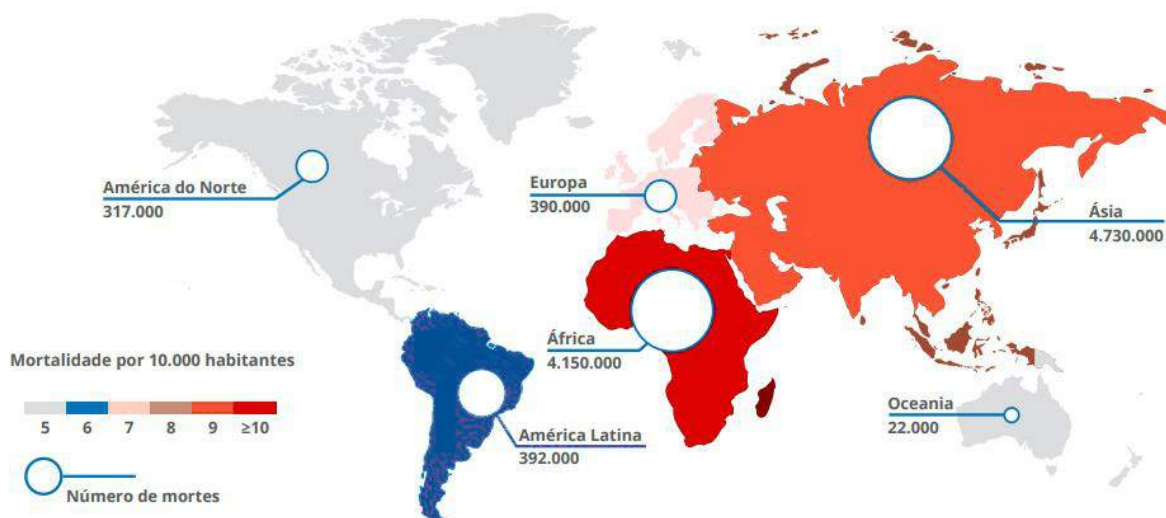 América do Norte
317.000
Europa
390.000
Ásia
4.730.000
África
4.150.000
Mortalidade por 10.000 habitantes
5 6 7 8 9 ≥10
Oceania
22.000
América Latina
392.000
Número de mortes